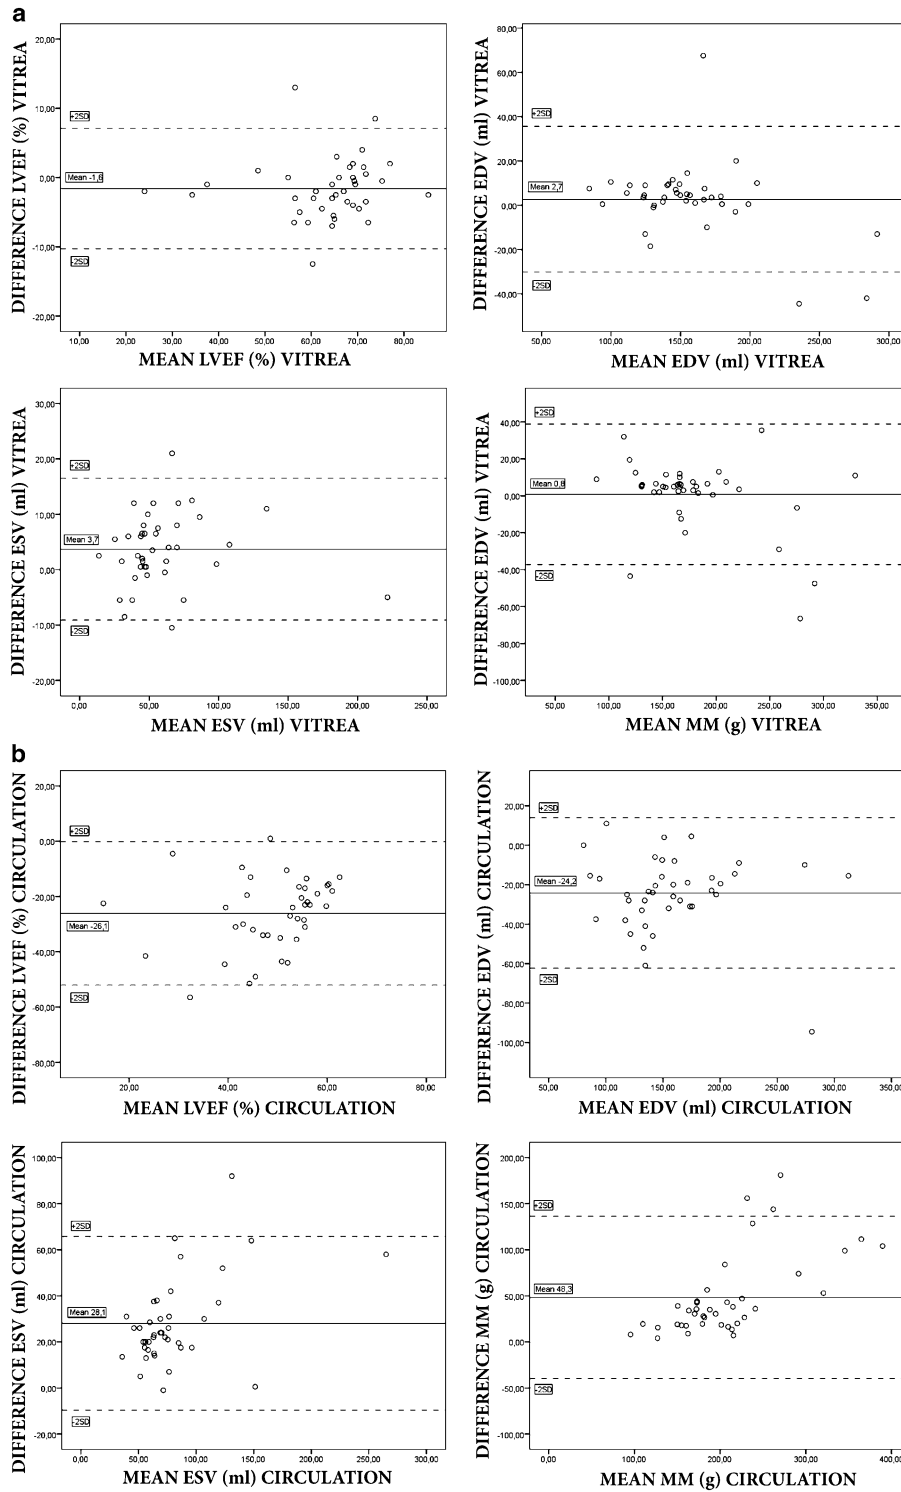 a
DIFFERENCE LVEF (%) VITREA
20,00
10,00
,00
-10,00
-20,00
+2SD
Mean -1,6
-2SD
10,00 20,00 30,00 40,00 50,00 60,00 70,00 80,00
MEAN LVEF (%) VITREA
DIFFERENCE EDV (ml) VITREA
80,00
60,00
40,00
20,00
,00
-20,00
-40,00
+2SD
Mean 2,7
-2SD
50,00 100,00 150,00 200,00 250,00 300,00
MEAN EDV (ml) VITREA
DIFFERENCE ESV (ml) VITREA
30,00
20,00
10,00
,00
-10,00
-20,00
+2SD
Mean 3,7
-2SD
,00 50,00 100,00 150,00 200,00 250,00
MEAN ESV (ml) VITREA
DIFFERENCE EDV (ml) VITREA
40,00
20,00
,00
-20,00
-40,00
-60,00
-80,00
-100,00
+2SD
Mean 0,8
-2SD
50,00 100,00 150,00 200,00 250,00 300,00 350,00
MEAN MM (g) VITREA
b
DIFFERENCE LVEF (%) CIRCULATION
20,00
,00
-20,00
-40,00
-60,00
-80,00
+2SD
Mean -26,1
-2SD
20,00 40,00 60,00 80,00
MEAN LVEF (%) CIRCULATION
DIFFERENCE EDV (ml) CIRCULATION
20,00
,00
-20,00
-40,00
-60,00
-80,00
-100,00
+2SD
Mean -24,2
-2SD
50,00 100,00 150,00 200,00 250,00 300,00 350,00
MEAN EDV (ml) CIRCULATION
DIFFERENCE ESV (ml) CIRCULATION
100,00
80,00
60,00
40,00
20,00
,00
-20,00
+2SD
Mean 28,1
-2SD
,00 50,00 100,00 150,00 200,00 250,00 300,00
MEAN ESV (ml) CIRCULATION
DIFFERENCE MM (g) CIRCULATION
200,00
150,00
100,00
50,00
,00
-50,00
-100,00
+2SD
Mean 48,3
-2SD
,00 100,00 200,00 300,00 400,00
MEAN MM (g) CIRCULATION